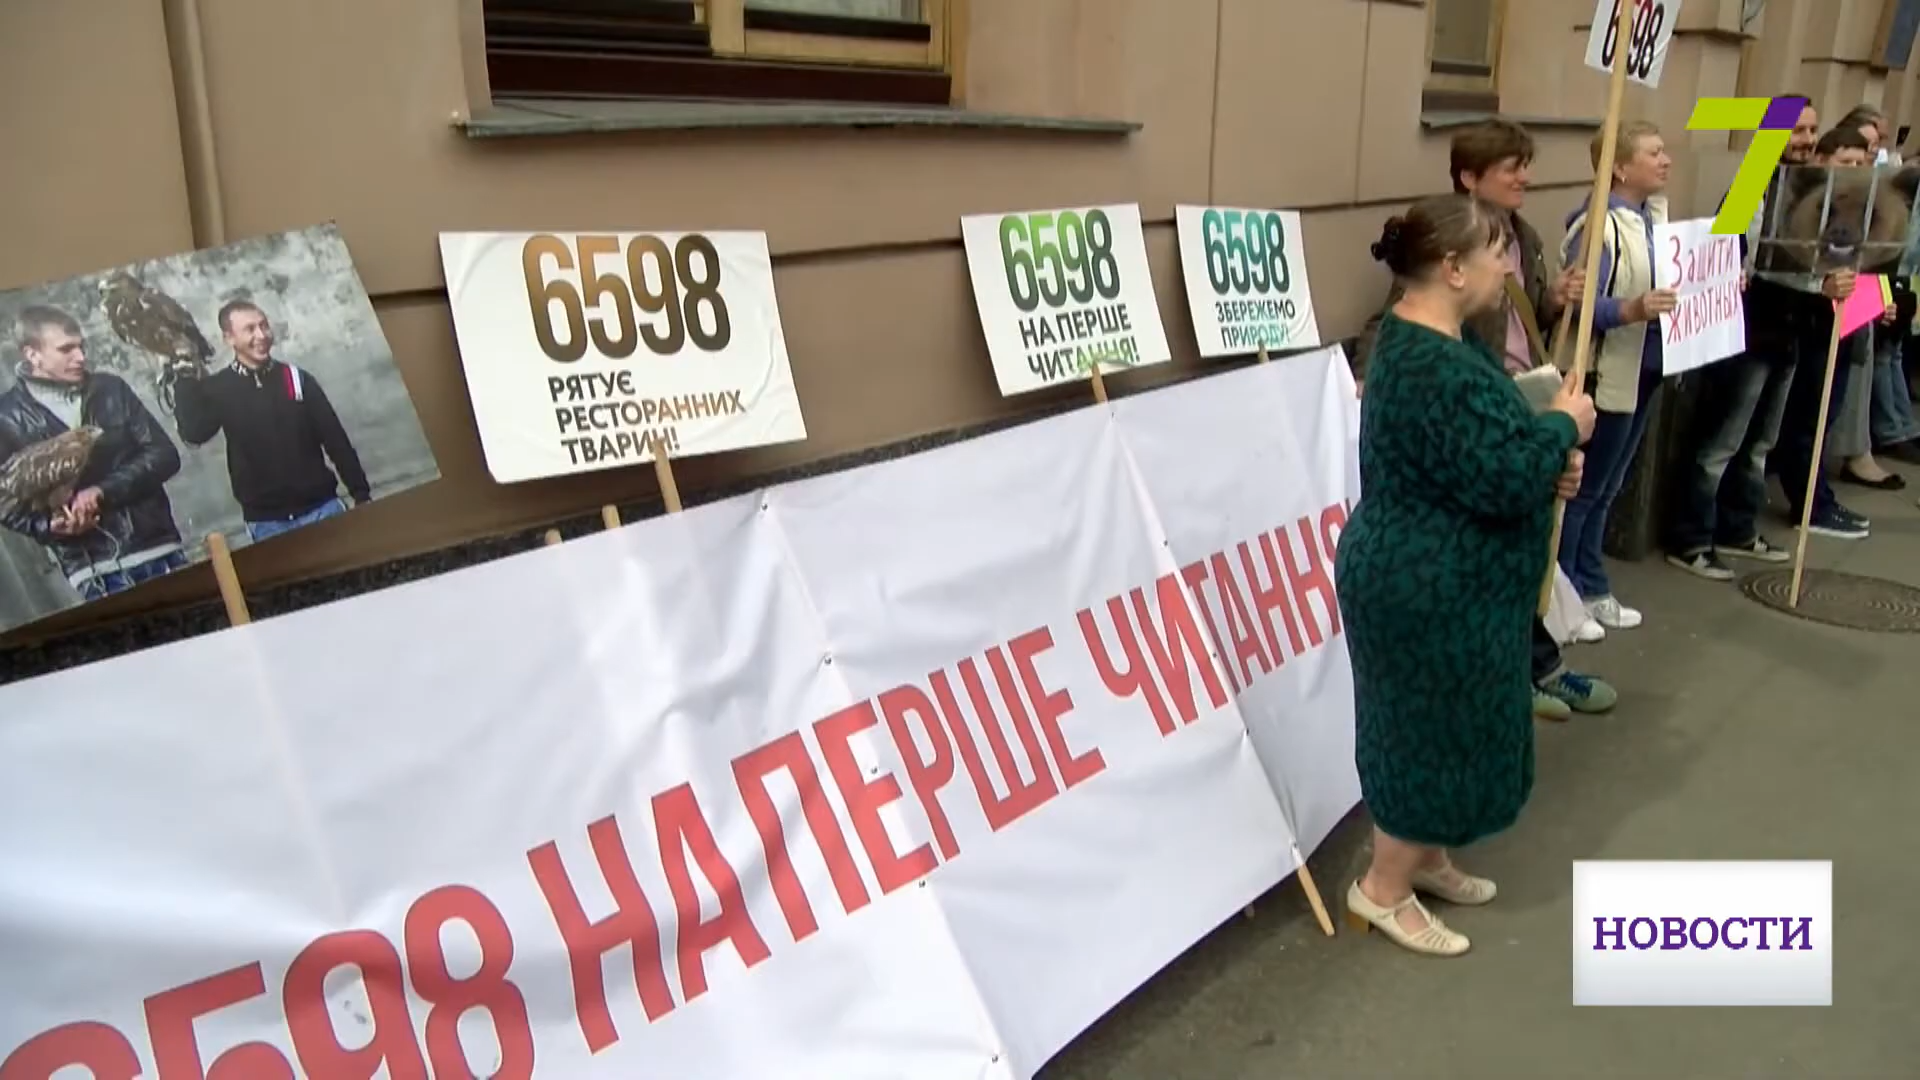 6598
7
6598
РЯТУЄ
РЕСТОРАННИХ
ТВАРИН!
6598
НА ПЕРШЕ
ЧИТАННЯ!
6598
ЗБЕРЕЖЕМО
ПРИРОДУ!
Защити
животных
6598 НА ПЕРШЕ ЧИТАННЯ!
НОВОСТИ